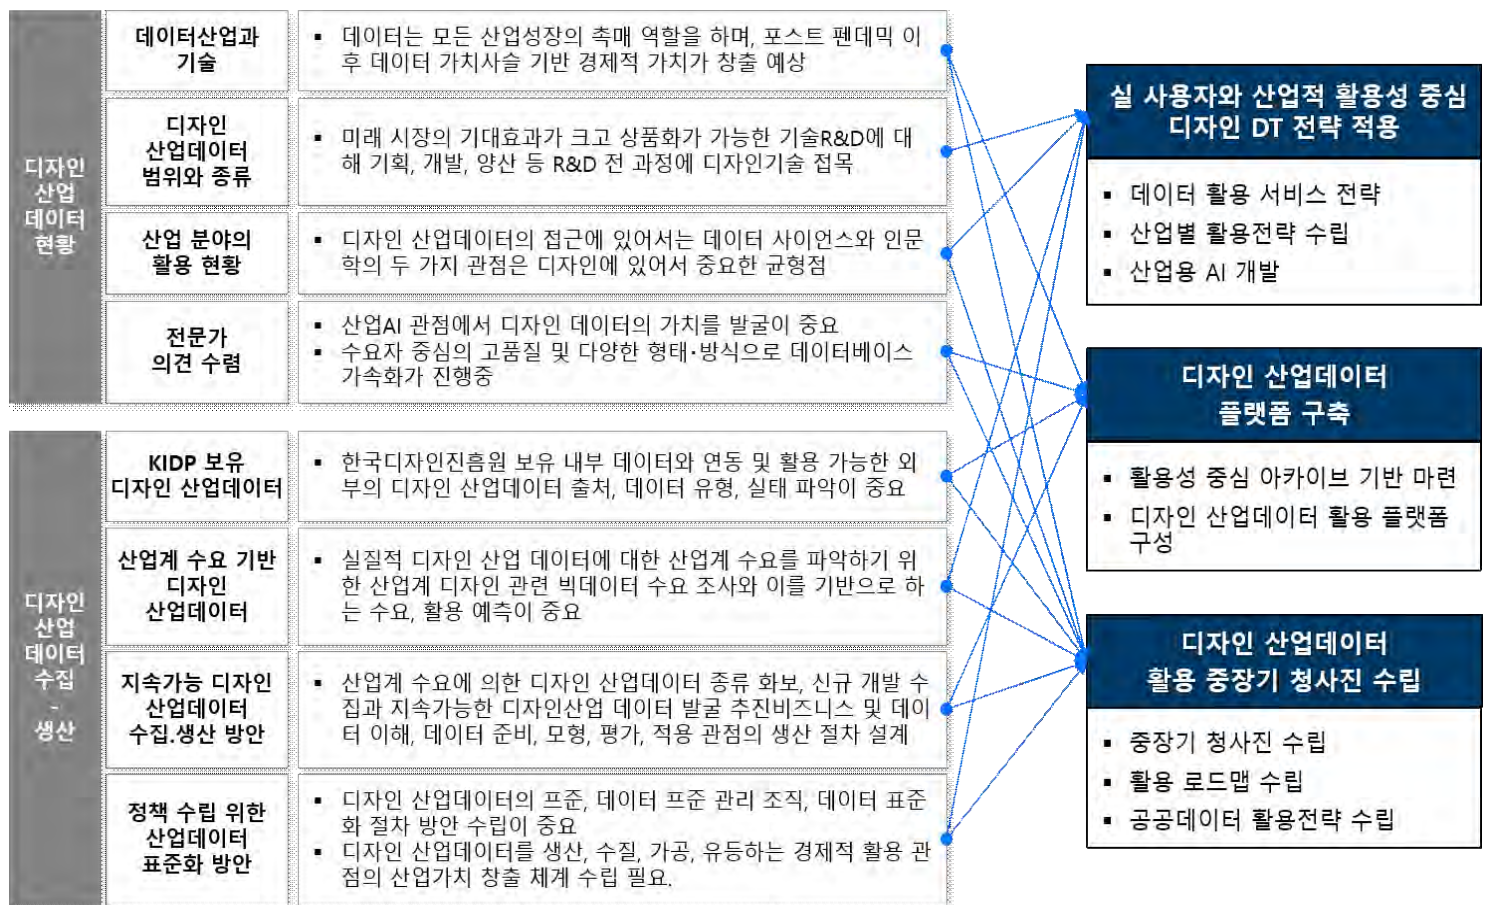 디자인
산업
데이터
현황
데이터산업과
기술
▪ 데이터는 모든 산업성장의 촉매 역할을 하며, 포스트 펜데믹 이
후 데이터 가치사슬 기반 경제적 가치가 창출 예상
디자인
산업데이터
범위와 종류
▪ 미래 시장의 기대효과가 크고 상품화가 가능한 기술R&D에 대
해 기획, 개발, 양산 등 R&D 전 과정에 디자인기술 접목
산업 분야의
활용 현황
▪ 디자인 산업데이터의 접근에 있어서는 데이터 사이언스와 인문
학의 두 가지 관점은 디자인에 있어서 중요한 균형점
전문가
의견 수렴
▪ 산업AI 관점에서 디자인 데이터의 가치를 발굴이 중요
▪ 수요자 중심의 고품질 및 다양한 형태·방식으로 데이터베이스
가속화가 진행중
디자인
산업
데이터
수집
-
생산
KIDP 보유
디자인 산업데이터
▪ 한국디자인진흥원 보유 내부 데이터와 연동 및 활용 가능한 외
부의 디자인 산업데이터 출처, 데이터 유형, 실태 파악이 중요
산업계 수요 기반
디자인
산업데이터
▪ 실질적 디자인 산업 데이터에 대한 산업계 수요를 파악하기 위
한 산업계 디자인 관련 빅데이터 수요 조사와 이를 기반으로 하
는 수요, 활용 예측이 중요
지속가능 디자인
산업데이터
수집.생산 방안
▪ 산업계 수요에 의한 디자인 산업데이터 종류 화보, 신규 개발 수
집과 지속가능한 디자인산업 데이터 발굴 추진비즈니스 및 데이
터 이해, 데이터 준비, 모형, 평가, 적용 관점의 생산 절차 설계
정책 수립 위한
산업데이터
표준화 방안
▪ 디자인 산업데이터의 프준, 데이터 표준 관리 조직, 데이터 표준
화 절차 방안 수립이 중요
▪ 디자인 산업데이터를 생산, 수질, 가공, 유등하는 경제적 활용 관
점의 산업가치 창출 체계 수립 필요.
실 사용자와 산업적 활용성 중심
디자인 DT 전략 적용
▪ 데이터 활용 서비스 전략
▪ 산업별 활용전략 수립
▪ 산업용 AI 개발
디자인 산업데이터
플랫폼 구축
▪ 활용성 중심 아카이브 기반 마련
▪ 디자인 산업데이터 활용 플랫폼
구성
디자인 산업데이터
활용 중장기 청사진 수립
▪ 중장기 청사진 수립
▪ 활용 로드맵 수립
▪ 공공데이터 활용전략 수립